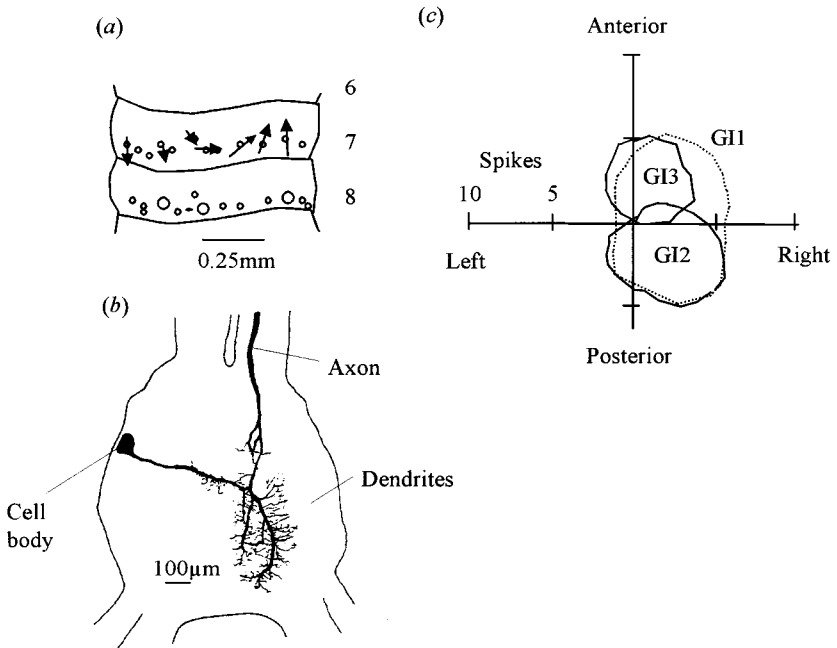 (a)
6
7
8
0.25mm
(b)
Axon
Cell
body
Dendrites
100µm
(c)
Anterior
GI1
Spikes
GI3
10
5
Left
GI2
Right
Posterior